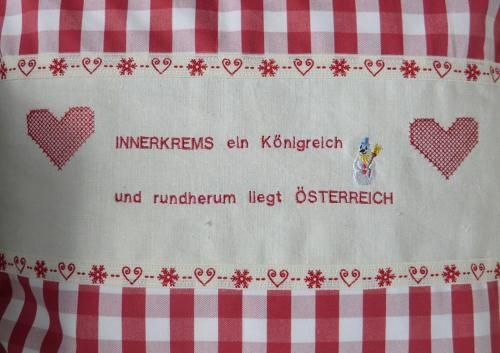 INNERKREMS ein Königreich
und rundherum liegt ÖSTERREICH